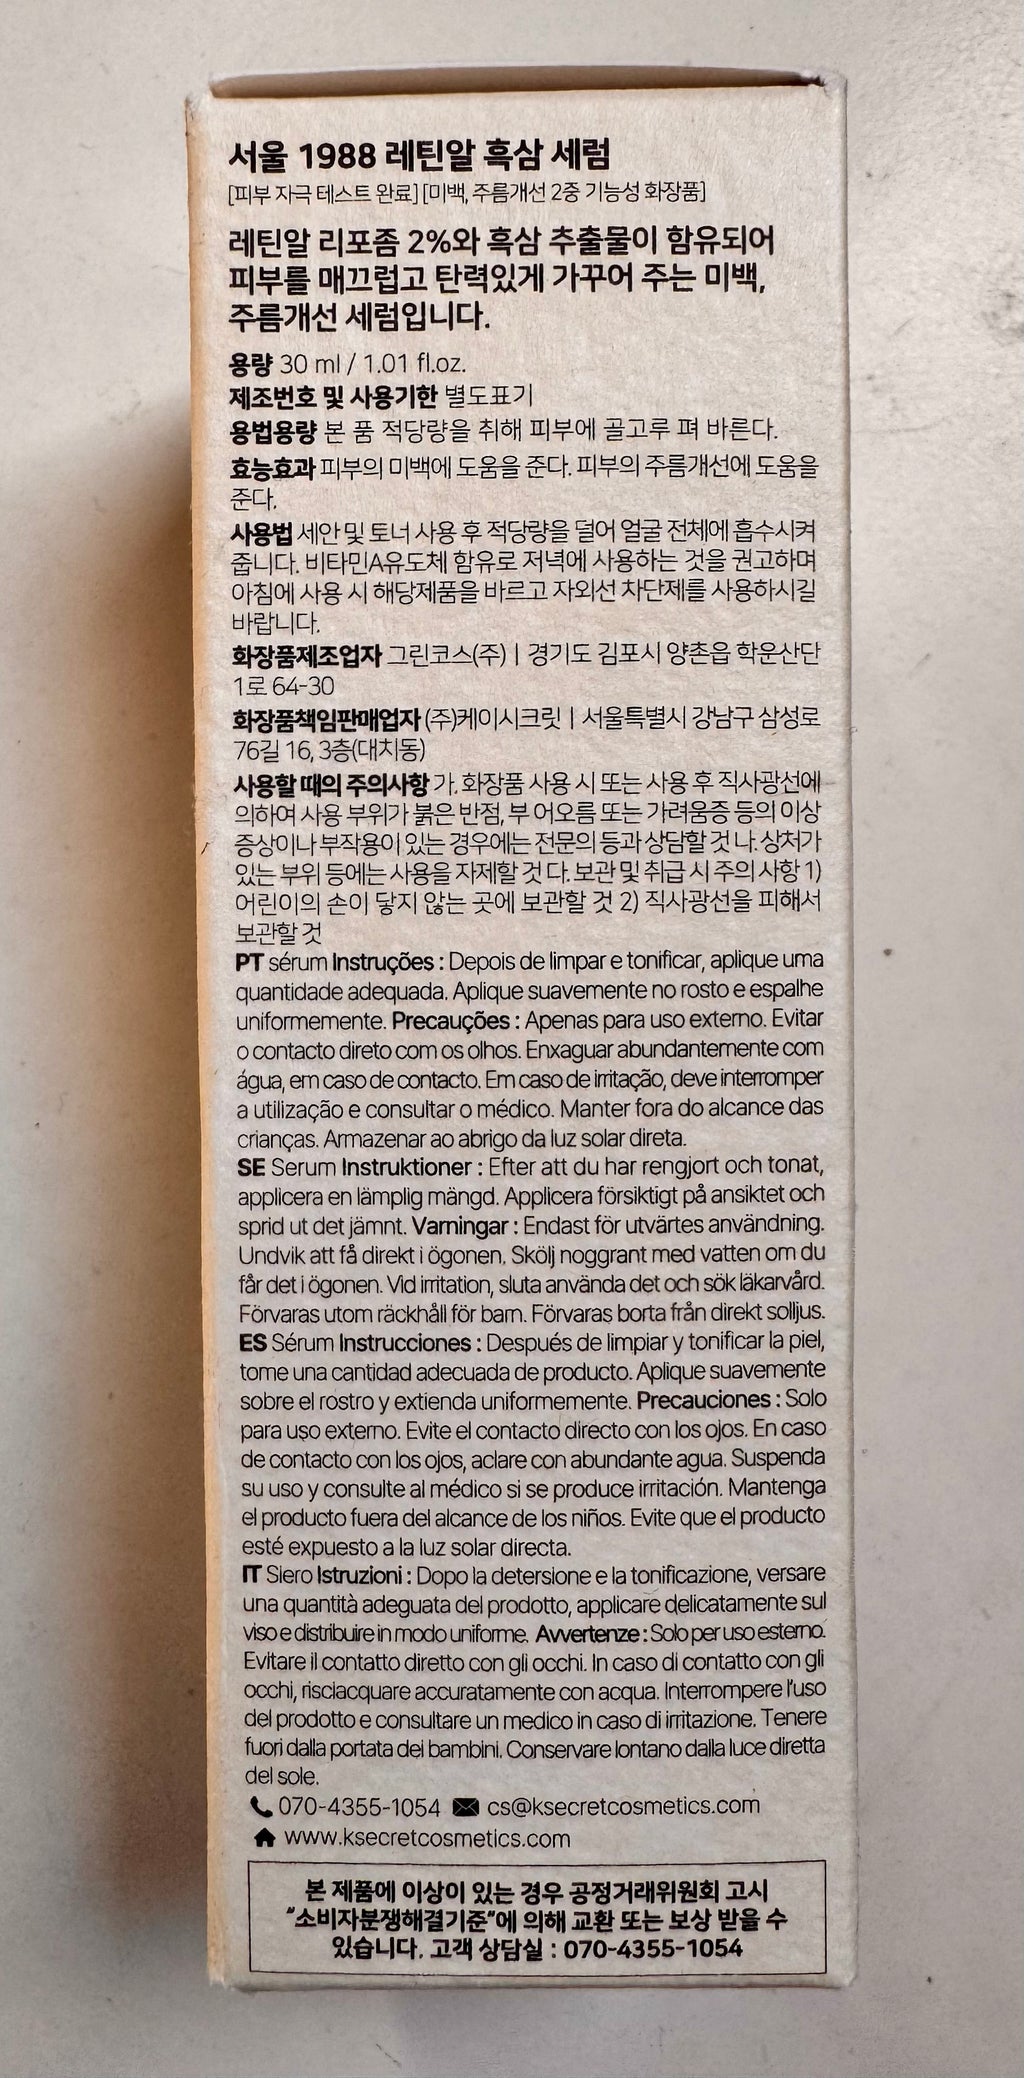 서울 1988 레틴알 흑삼 세럼
[피부 자극 테스트 완료] [미백, 주름개선 2중 기능성 화장품]
레틴알 리포좀 2%와 흑삼 추출물이 함유되어
피부를 매끄럽고 탄력있게 가꾸어 주는 미백,
주름개선 세럼입니다.
용량 30 ml / 1.01 fl.oz.
제조번호 및 사용기한 별도표기
용법용량 본 품 적당량을 취해 피부에 골고루 펴 바른다.
효능효과 피부의 미백에 도움을 준다. 피부의 주름개선에 도움을
준다.
사용법 세안 및 토너 사용 후 적당량을 덜어 얼굴 전체에 흡수시켜
줍니다. 비타민A유도체 함유로 저녁에 사용하는 것을 권고하며
아침에 사용 시 해당제품을 바르고 자외선 차단제를 사용하시길
바랍니다.
화장품제조업자 그린코스(주) | 경기도 김포시 양촌읍 학운산단
1로 64-30
화장품책임판매업자 (주)케이시크릿 | 서울특별시 강남구 삼성로
76길 16, 3층(대치동)
사용할 때의 주의사항 가. 화장품 사용 시 또는 사용 후 직사광선에
의하여 사용 부위가 붉은 반점, 부 어오름 또는 가려움증 등의 이상
증상이나 부작용이 있는 경우에는 전문의 등과 상담할 것 나. 상처가
있는 부위 등에는 사용을 자제할 것 다. 보관 및 취급 시 주의 사항 1)
어린이의 손이 닿지 않는 곳에 보관할 것 2) 직사광선을 피해서
보관할 것
PT sérum Instruções : Depois de limpar e tonificar, aplique uma
quantidade adequada. Aplique suavemente no rosto e espalhe
uniformemente. Precauções : Apenas para uso externo. Evitar
o contacto direto com os olhos. Enxaguar abundantemente com
água, em caso de contacto. Em caso de irritação, deve interromper
a utilização e consultar o médico. Manter fora do alcance das
crianças. Armazenar ao abrigo da luz solar direta.
SE Serum Instruktioner : Efter att du har rengjort och tonat,
applicera en lämplig mängd. Applicera försiktigt på ansiktet och
sprid ut det jämnt. Varningar : Endast för utvärtes användning.
Undvik att få direkt i ögonen. Skölj noggrant med vatten om du
får det i ögonen. Vid irritation, sluta använda det och sök läkarvård.
Förvaras utom räckhåll för barn. Förvaras borta från direkt solljus.
ES Sérum Instrucciones : Después de limpiar y tonificar la piel,
tome una cantidad adecuada de producto. Aplique suavemente
sobre el rostro y extienda uniformemente. Precauciones : Solo
para uso externo. Evite el contacto directo con los ojos. En caso
de contacto con los ojos, aclare con abundante agua. Suspenda
su uso y consulte al médico si se produce irritación. Mantenga
el producto fuera del alcance de los niños. Evite que el producto
esté expuesto a la luz solar directa.
IT Siero Istruzioni : Dopo la detersione e la tonificazione, versare
una quantità adeguata del prodotto, applicare delicatamente sul
viso e distribuire in modo uniforme. Avvertenze : Solo per uso esterno.
Evitare il contatto diretto con gli occhi. In caso di contatto con gli
occhi, risclacquare accuratamente con acqua. Interrompere l'uso
del prodotto e consultare un medico in caso di irritazione. Tenere
fuori dalla portata dei bambini. Conservare lontano dalla luce diretta
del sole.
070-4355-1054 cs@ksecretcosmetics.com
www.ksecretcosmetics.com
본 제품에 이상이 있는 경우 공정거래위원회 고시
"소비자분쟁해결기준"에 의해 교환 또는 보상 받을 수
있습니다. 고객 상담실 : 070-4355-1054